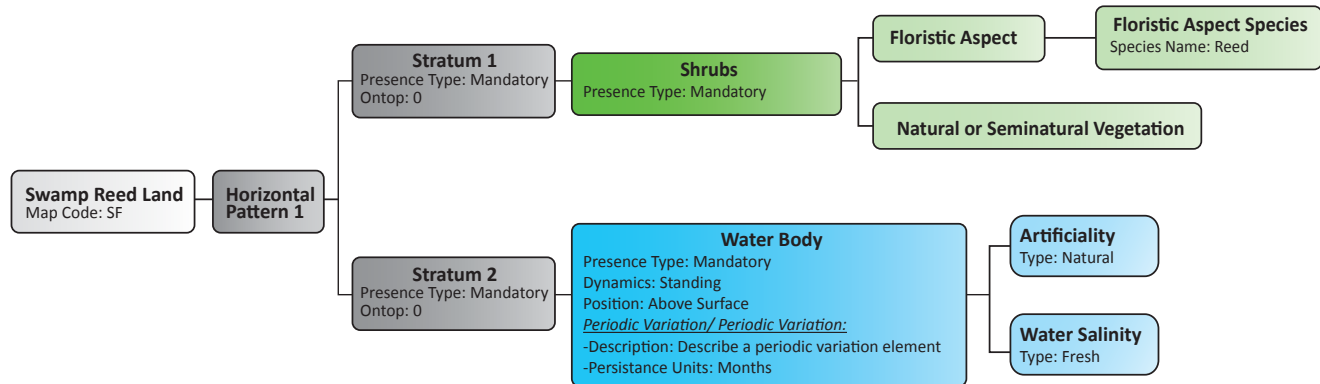 Swamp Reed Land
Map Code: SF
Horizontal
Pattern 1
Stratum 1
Presence Type: Mandatory
Ontop: 0
Shrubs
Presence Type: Mandatory
Floristic Aspect
Floristic Aspect Species
Species Name: Reed
Natural or Seminatural Vegetation
Stratum 2
Presence Type: Mandatory
Ontop: 0
Water Body
Presence Type: Mandatory
Dynamics: Standing
Position: Above Surface
Periodic Variation/ Periodic Variation:
-Description: Describe a periodic variation element
-Persistance Units: Months
Artificiality
Type: Natural
Water Salinity
Type: Fresh